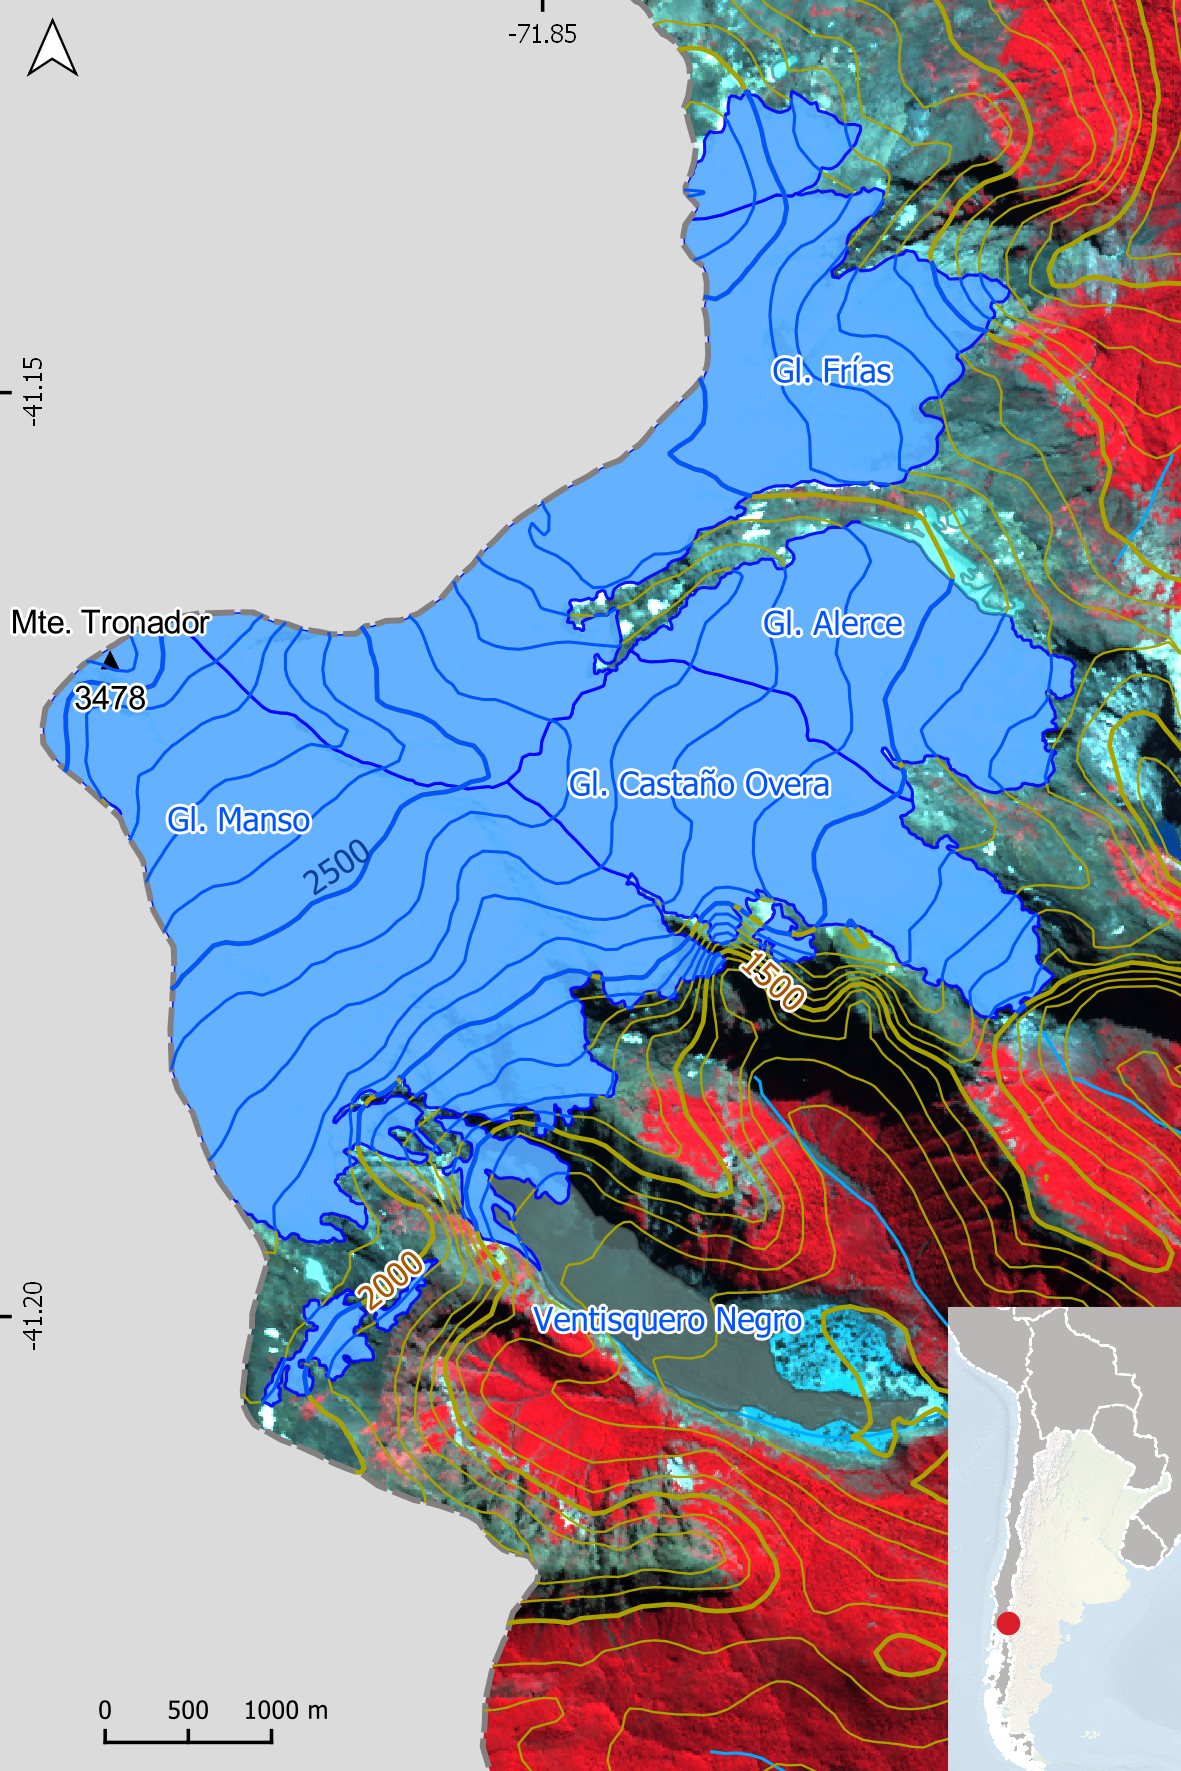 -71.85
-41.15
Gl. Frías
Mte. Tronador
3478
Gl. Alerce
Gl. Castaño Overa
Gl. Manso
2500
1500
2000
-41.20
Ventisquero Negro
0 500 1000 m